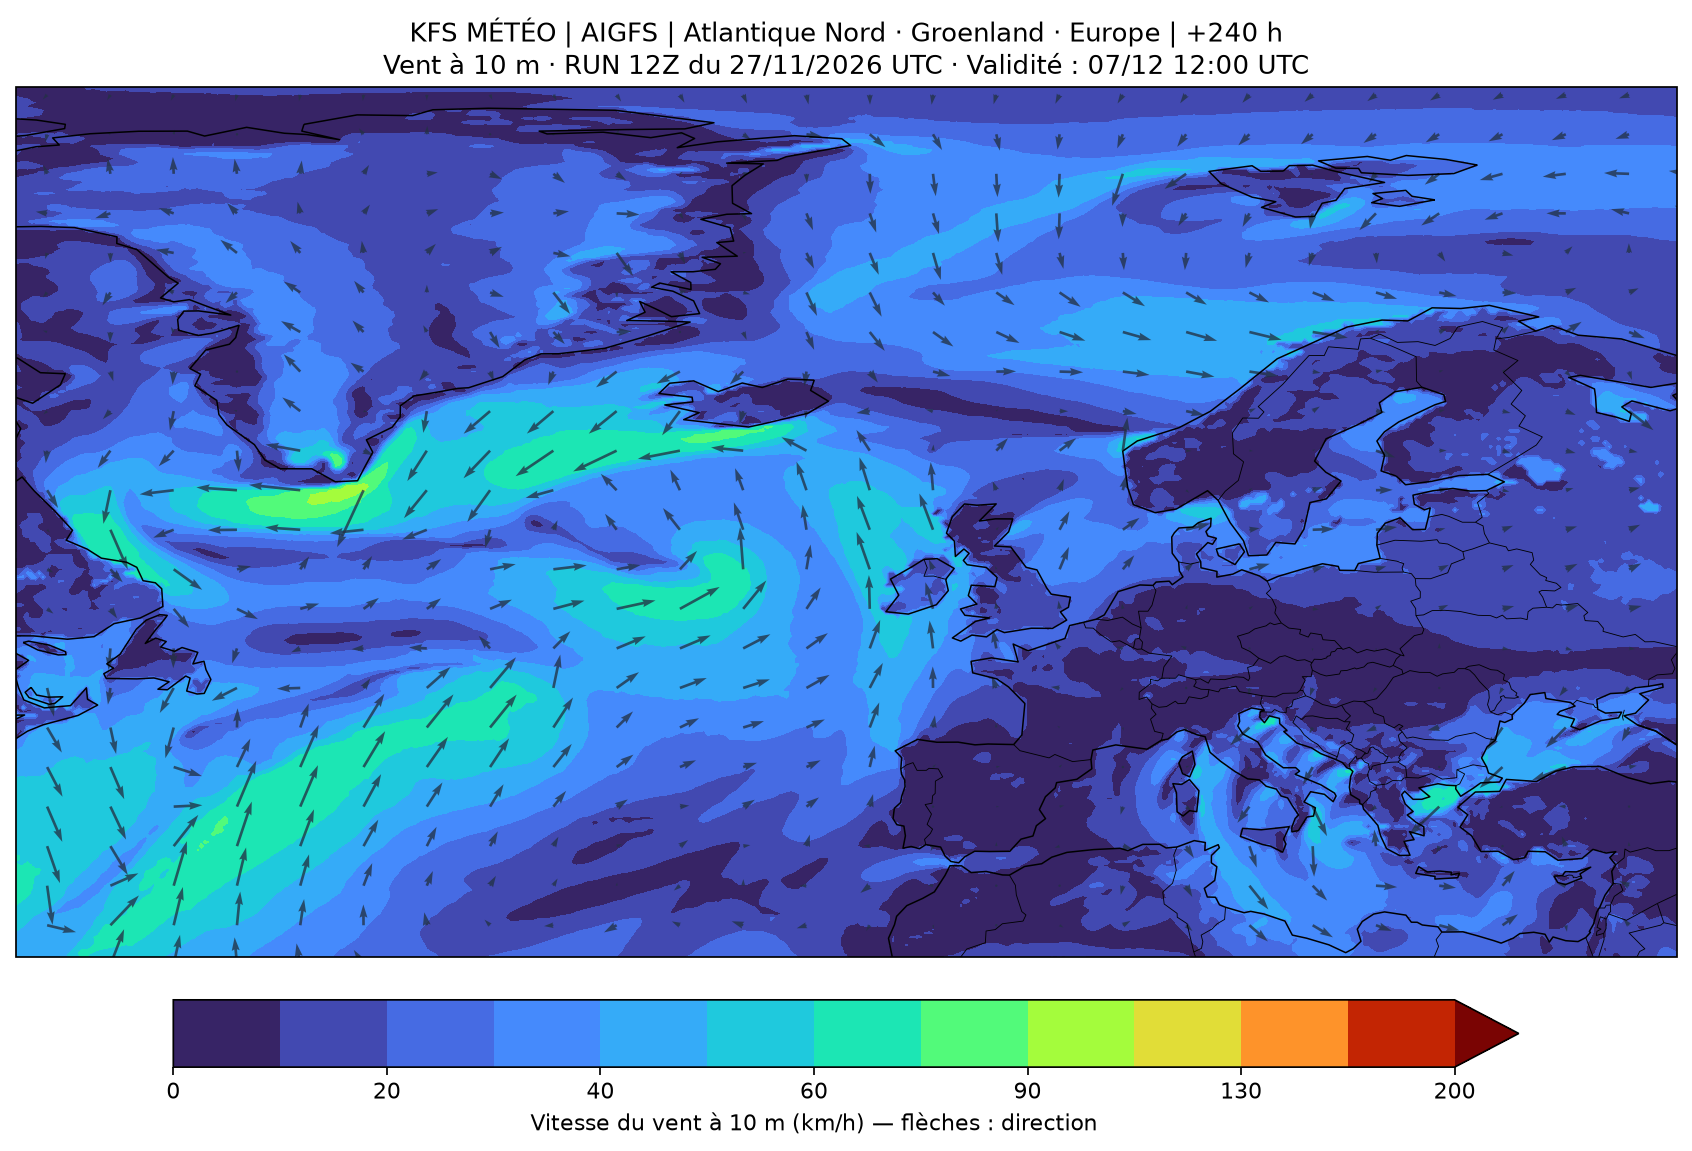 KFS MÉTÉO | AIGFS | Atlantique Nord · Groenland · Europe | +240 h
Vent à 10 m · RUN 12Z du 27/11/2026 UTC · Validité : 07/12 12:00 UTC
0 20 40 60 90 130 200
Vitesse du vent à 10 m (km/h) — flèches : direction